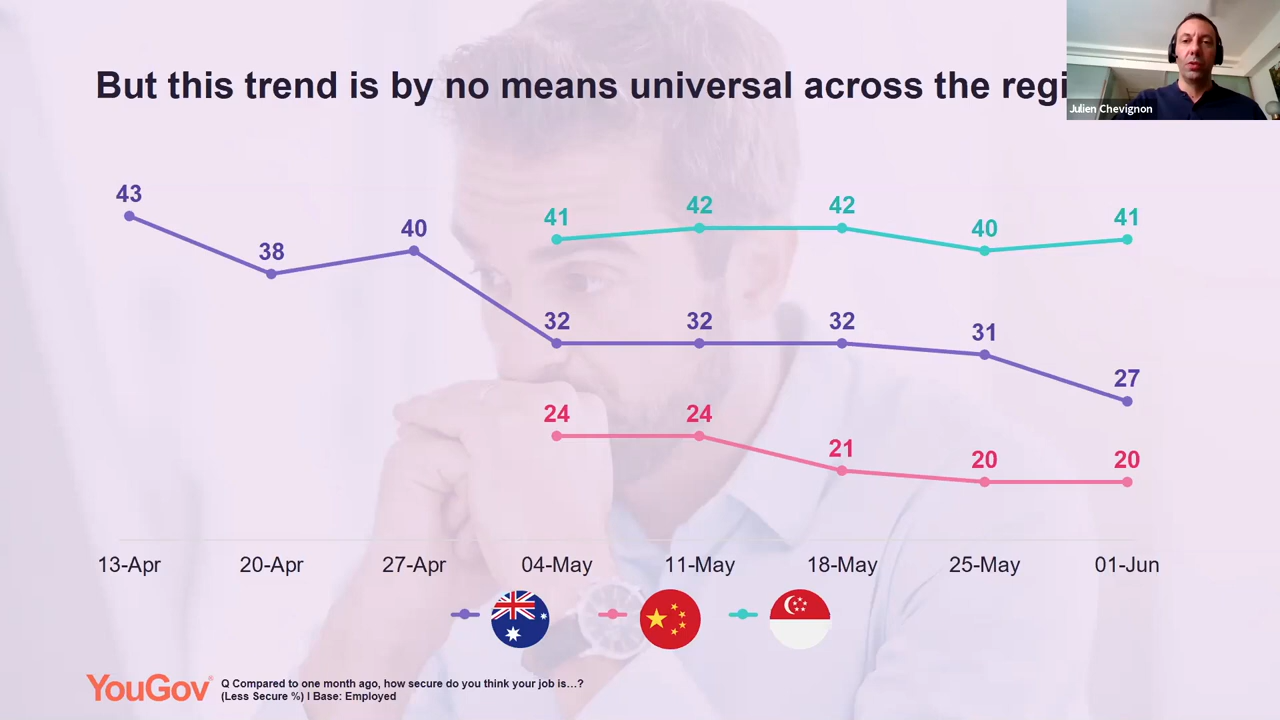 But this trend is by no means universal across the regi
Julien Chevignon
43
38
40
32
32
32
31
27
41
42
42
40
41
24
24
21
20
20
13-Apr
20-Apr
27-Apr
04-May
11-May
18-May
25-May
01-Jun
YouGov®
Q Compared to one month ago, how secure do you think your job is…?
(Less Secure %) I Base: Employed